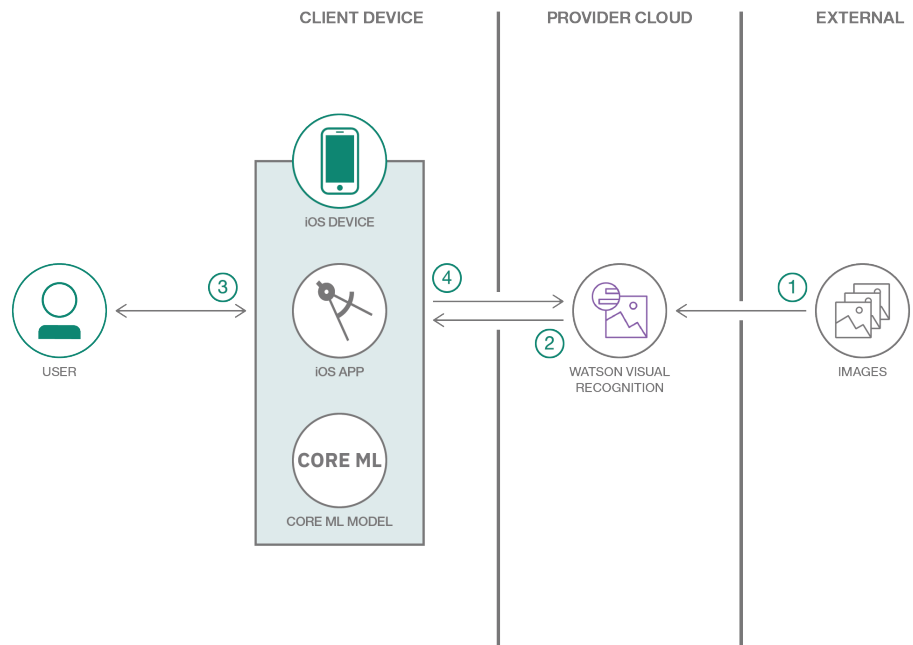 CLIENT DEVICE
PROVIDER CLOUD
EXTERNAL
iOS DEVICE
3
4
1
2
USER
iOS APP
WATSON VISUAL
RECOGNITION
IMAGES
CORE ML
CORE ML MODEL